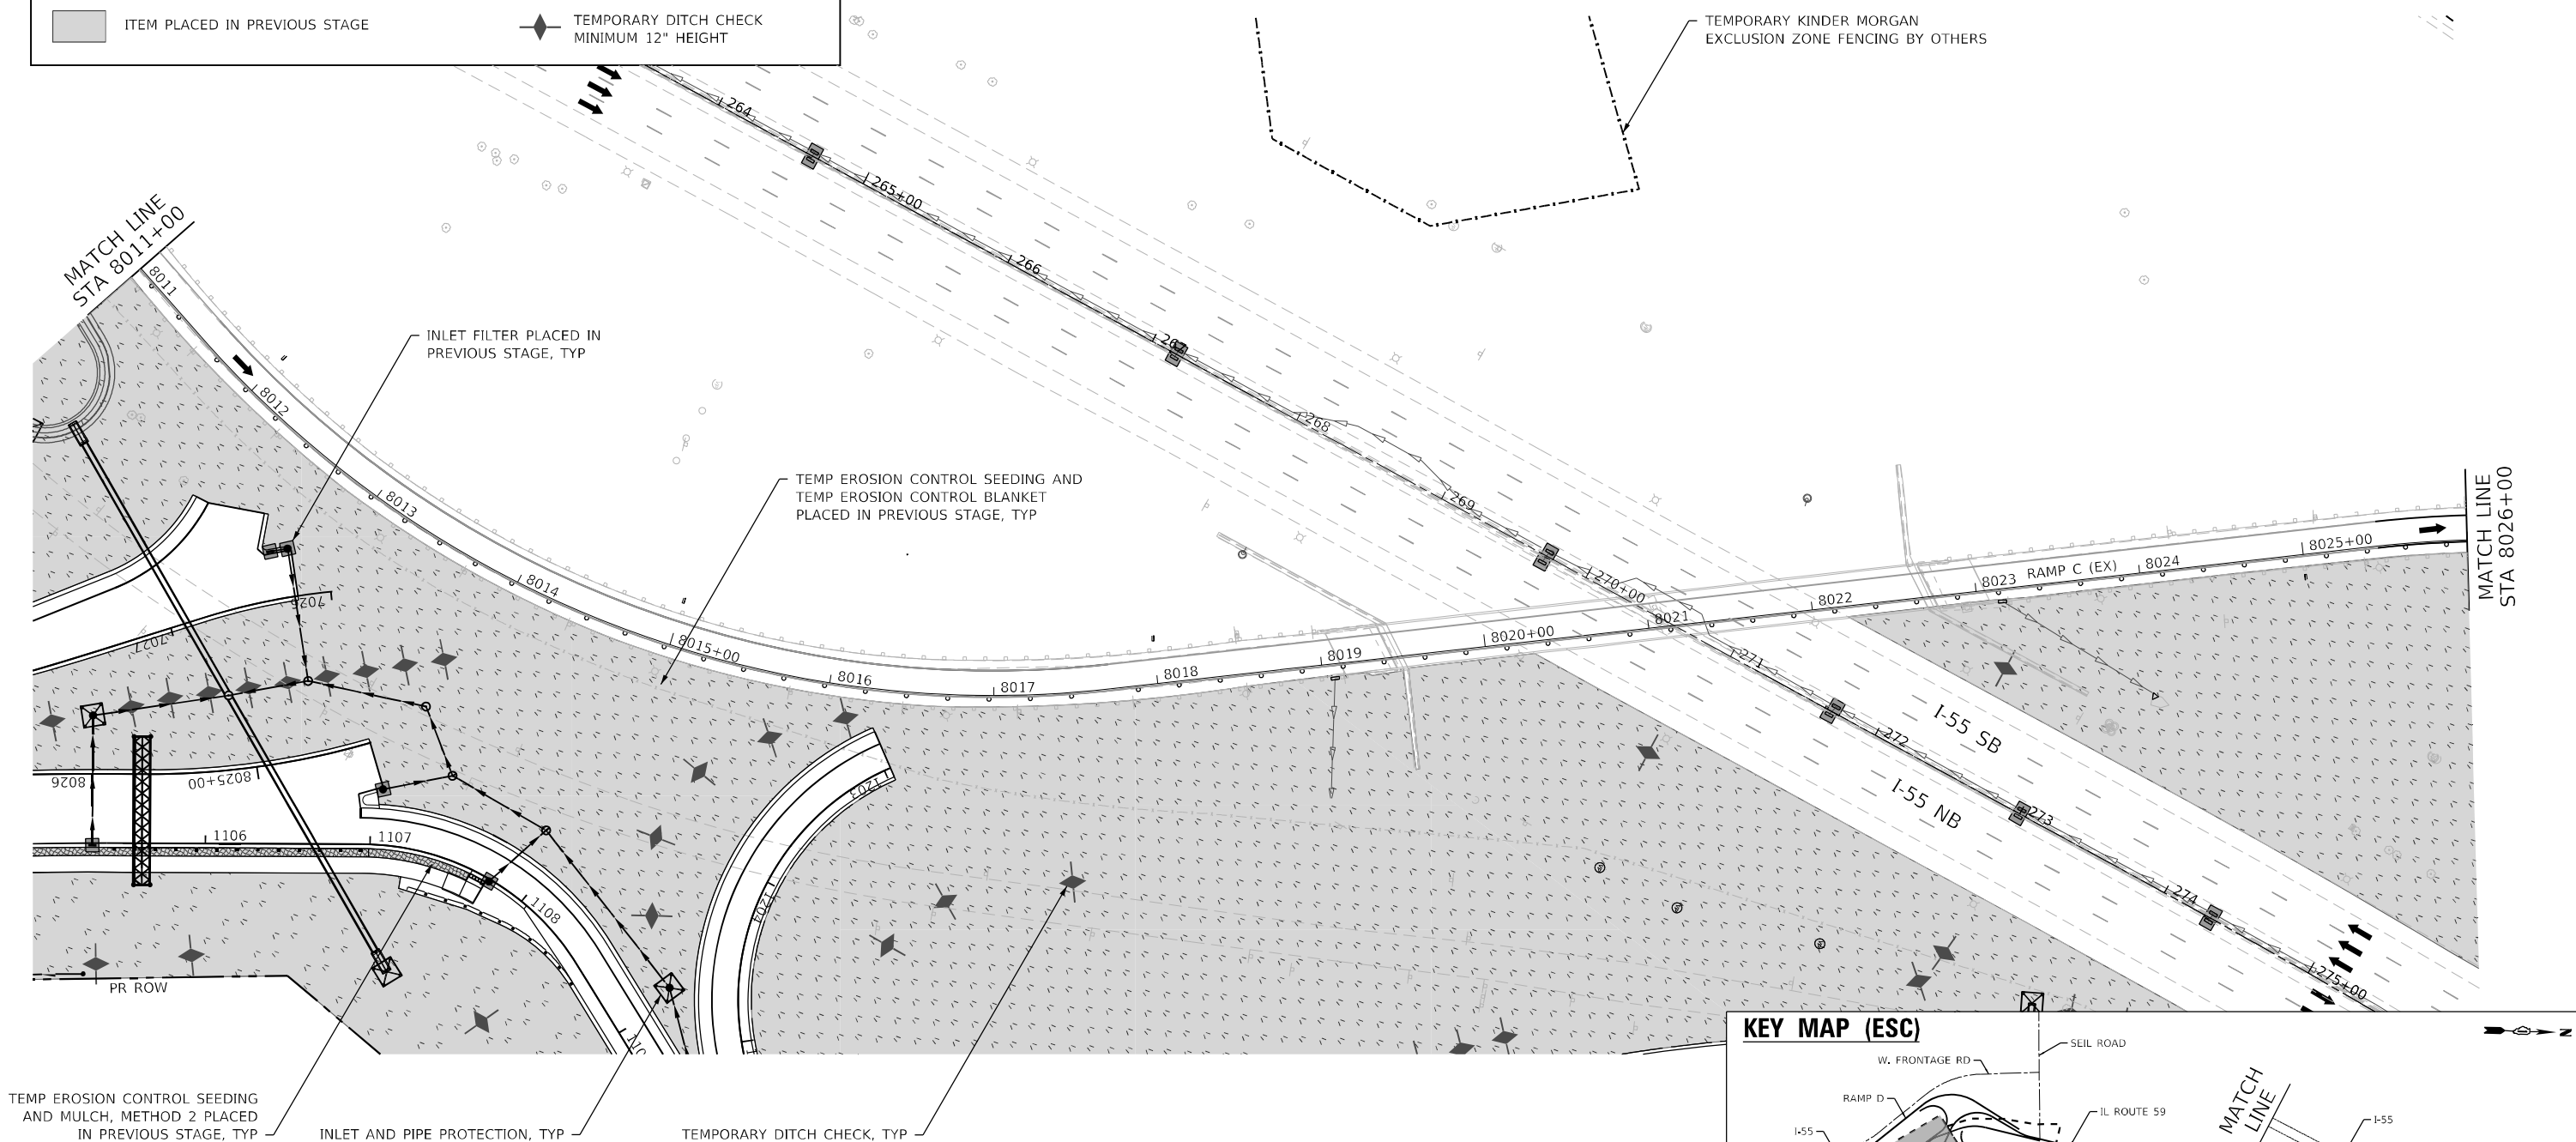 ITEM PLACED IN PREVIOUS STAGE
TEMPORARY DITCH CHECK
MINIMUM 12" HEIGHT
TEMPORARY KINDER MORGAN
EXCLUSION ZONE FENCING BY OTHERS
264
265+00
266
267
268
269
270+00
271
272
273
274
275+00
MATCH LINE
STA 8011+00
8011
8012
8013
8014
8015+00
8016
8017
8018
8019
8020+00
8021
8022
8023
RAMP C (EX)
8024
8025+00
MATCH LINE
STA 8026+00
INLET FILTER PLACED IN
PREVIOUS STAGE, TYP
TEMP EROSION CONTROL SEEDING AND
TEMP EROSION CONTROL BLANKET
PLACED IN PREVIOUS STAGE, TYP
7026
7027
8026
8025+00
1106
1107
1108
1203
1204
I-55 SB
I-55 NB
PR ROW
TEMP EROSION CONTROL SEEDING
AND MULCH, METHOD 2 PLACED
IN PREVIOUS STAGE, TYP
INLET AND PIPE PROTECTION, TYP
TEMPORARY DITCH CHECK, TYP
KEY MAP (ESC)
N
SEIL ROAD
W. FRONTAGE RD
RAMP D
IL ROUTE 59
I-55
MATCH
LINE
I-55